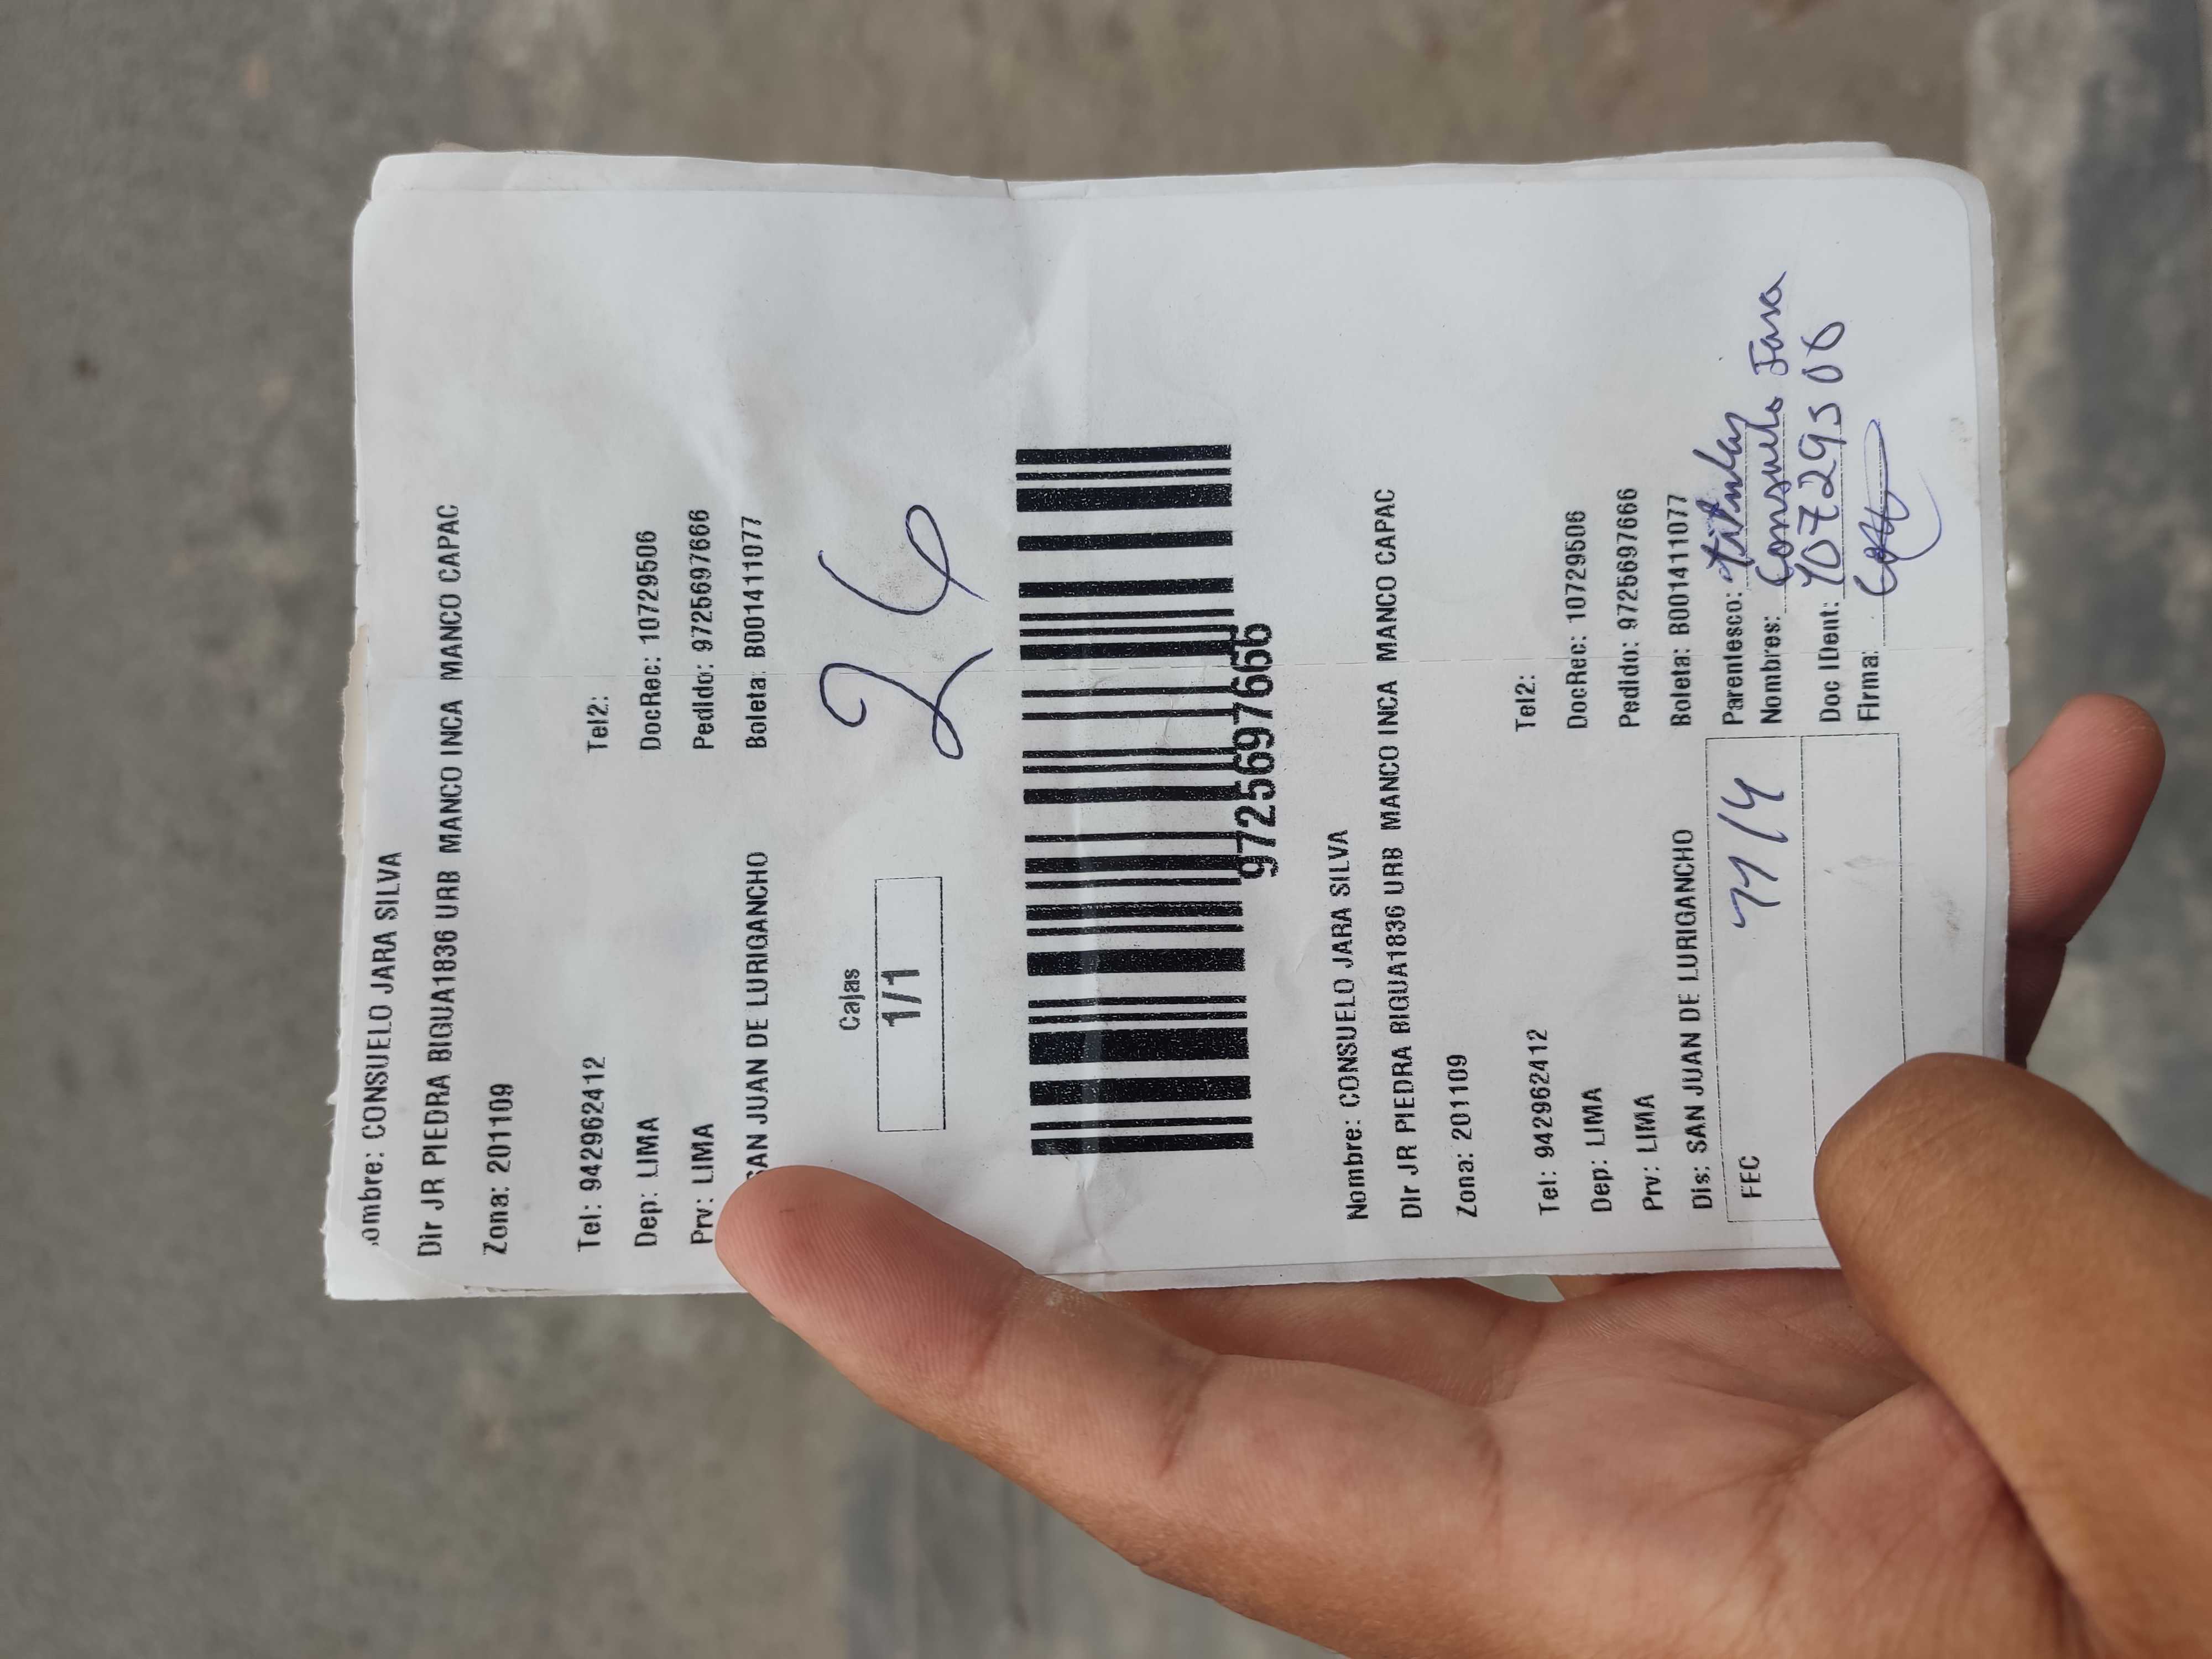 ombre: CONSUELO JARA SILVA
Dir JR PIEDRA BIGUA1836 URB MANCO INCA MANCO CAPAC
Zona: 201109
Tel: 942962412 Tel2:
Dep: LIMA DocRec: 10729506
Prv: LIMA Pedido: 97256976​66
SAN JUAN DE LURIGANCHO Boleta: B001411077
Cajas
1/1
26
9725697666
Nombre: CONSUELO JARA SILVA
Dir JR PIEDRA BIGUA1836 URB MANCO INCA MANCO CAPAC
Zona: 201109
Tel: 942962412 Tel2:
Dep: LIMA DocRec: 10729506
Prv: LIMA Pedido: 9725697666
Dis: SAN JUAN DE LURIGANCHO Boleta: B001411077
FEC 11/4
Parentesco: titular
Nombres: Consuelo Jara
Doc IDent: 10729506
Firma: